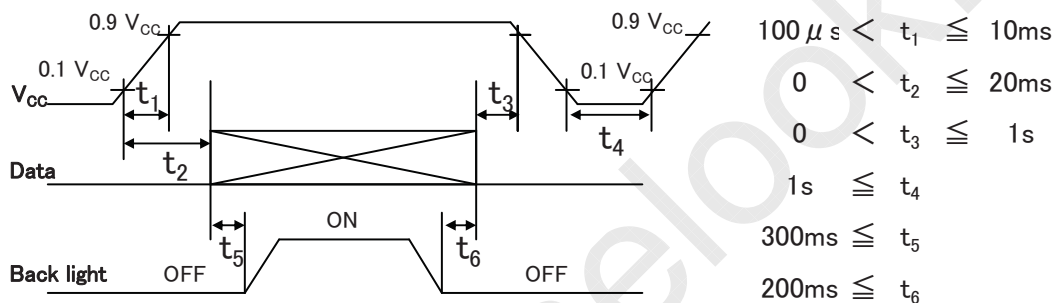 0.9 V_CC
0.9 V_CC
0.1 V_CC
0.1 V_CC
V_CC
t₁
t₃
t₄
t₂
Data
ON
t₅
t₆
Back light
OFF
OFF
100 μ s < t₁ ≦ 10ms
0 < t₂ ≦ 20ms
0 < t₃ ≦ 1s
1s ≦ t₄
300ms ≦ t₅
200ms ≦ t₆